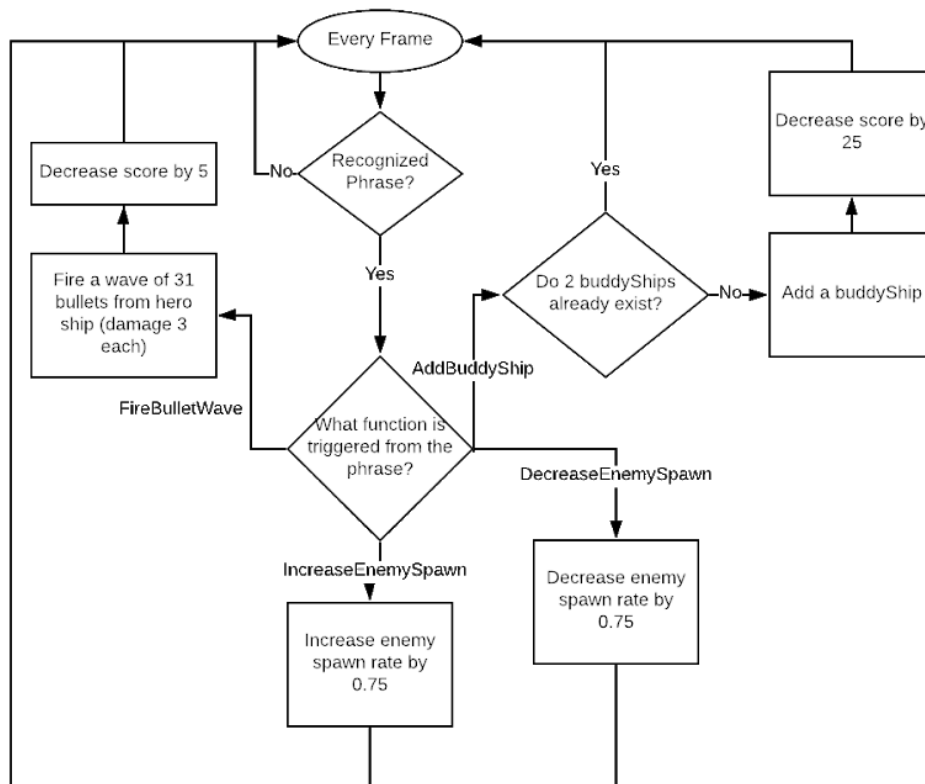 Every Frame
Recognized
Phrase?
No
Yes
Decrease score by 5
Fire a wave of 31
bullets from hero
ship (damage 3
each)
FireBulletWave
What function is
triggered from the
phrase?
AddBuddyShip
Do 2 buddyShips
already exist?
Yes
No
Add a buddyShip
Decrease score by
25
DecreaseEnemySpawn
Decrease enemy
spawn rate by
0.75
IncreaseEnemySpawn
Increase enemy
spawn rate by
0.75